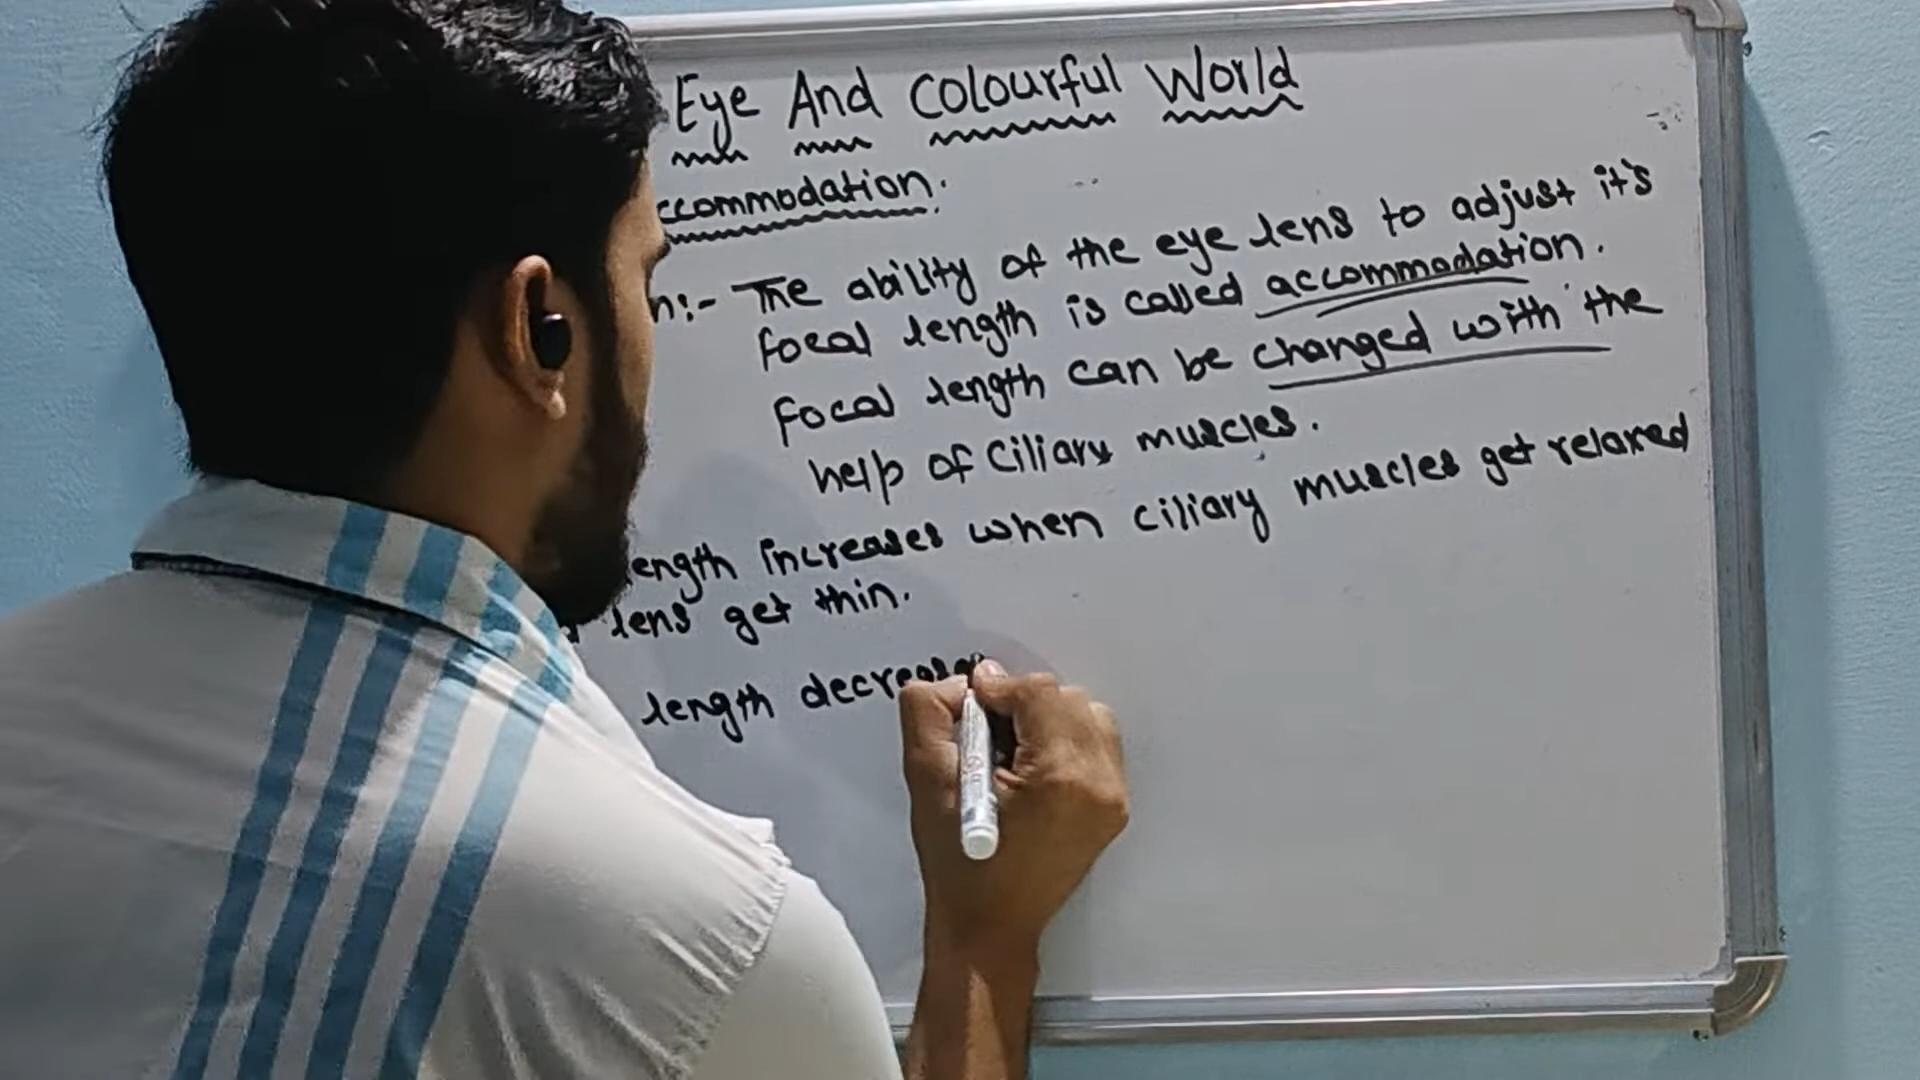 Eye And Colourful World
ccommodation.
n:- The ability of the eye lens to adjust it's
focal length is called accommodation.
focal length can be changed with the
help of Ciliary muscles.
ength increases when ciliary muscles get relaxed
lens get thin.
length decreases